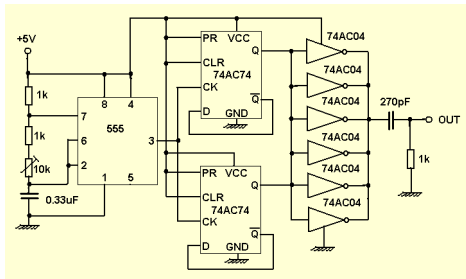 +5V
1k
1k
10k
0.33uF
8 4
7
6
2
555
3
1 5
PR VCC
Q
CLR
74AC74
CK
Q
D GND
PR VCC
Q
CLR
74AC74
CK
Q
D GND
74AC04
74AC04
74AC04
74AC04
74AC04
74AC04
270pF
OUT
1k